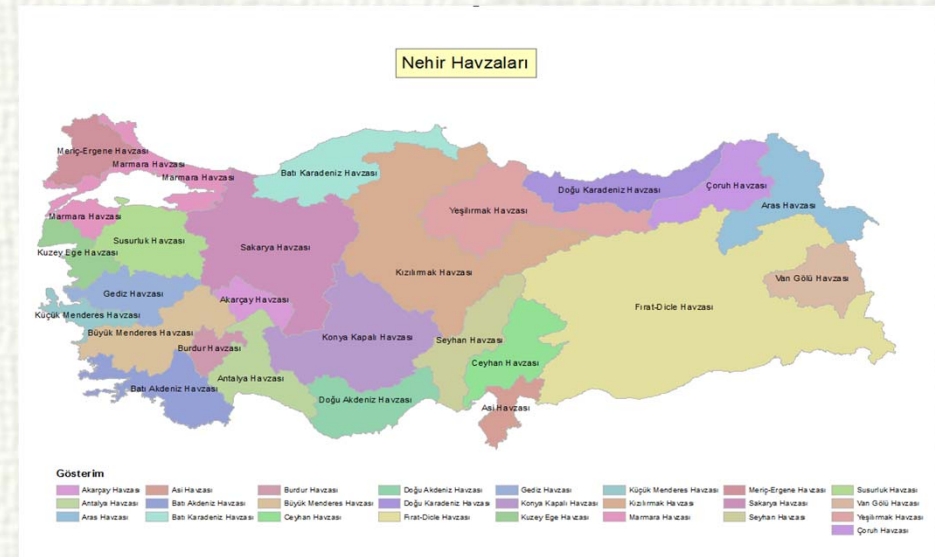 Nehir Havzaları
Meriç-Ergene Havzası
Marmara Havzası
Marmara Havzası
Marmara Havzası
Batı Karadeniz Havzası
Doğu Karadeniz Havzası
Çoruh Havzası
Aras Havzası
Yeşilırmak Havzası
Susurluk Havzası
Kuzey Ege Havzası
Sakarya Havzası
Kızılırmak Havzası
Van Gölü Havzası
Gediz Havzası
Akarçay Havzası
Fırat-Dicle Havzası
Küçük Menderes Havzası
Büyük Menderes Havzası
Konya Kapalı Havzası
Seyhan Havzası
Burdur Havzası
Ceyhan Havzası
Antalya Havzası
Batı Akdeniz Havzası
Doğu Akdeniz Havzası
Asi Havzası
Gösterim
Akarçay Havzası Asi Havzası Burdur Havzası Doğu Akdeniz Havzası Gediz Havzası Küçük Menderes Havzası Meriç-Ergene Havzası Susurluk Havzası
Antalya Havzası Batı Akdeniz Havzası Büyük Menderes Havzası Doğu Karadeniz Havzası Konya Kapalı Havzası Kızılırmak Havzası Sakarya Havzası Van Gölü Havzası
Aras Havzası Batı Karadeniz Havzası Ceyhan Havzası Fırat-Dicle Havzası Kuzey Ege Havzası Marmara Havzası Seyhan Havzası Yeşilırmak Havzası
Çoruh Havzası